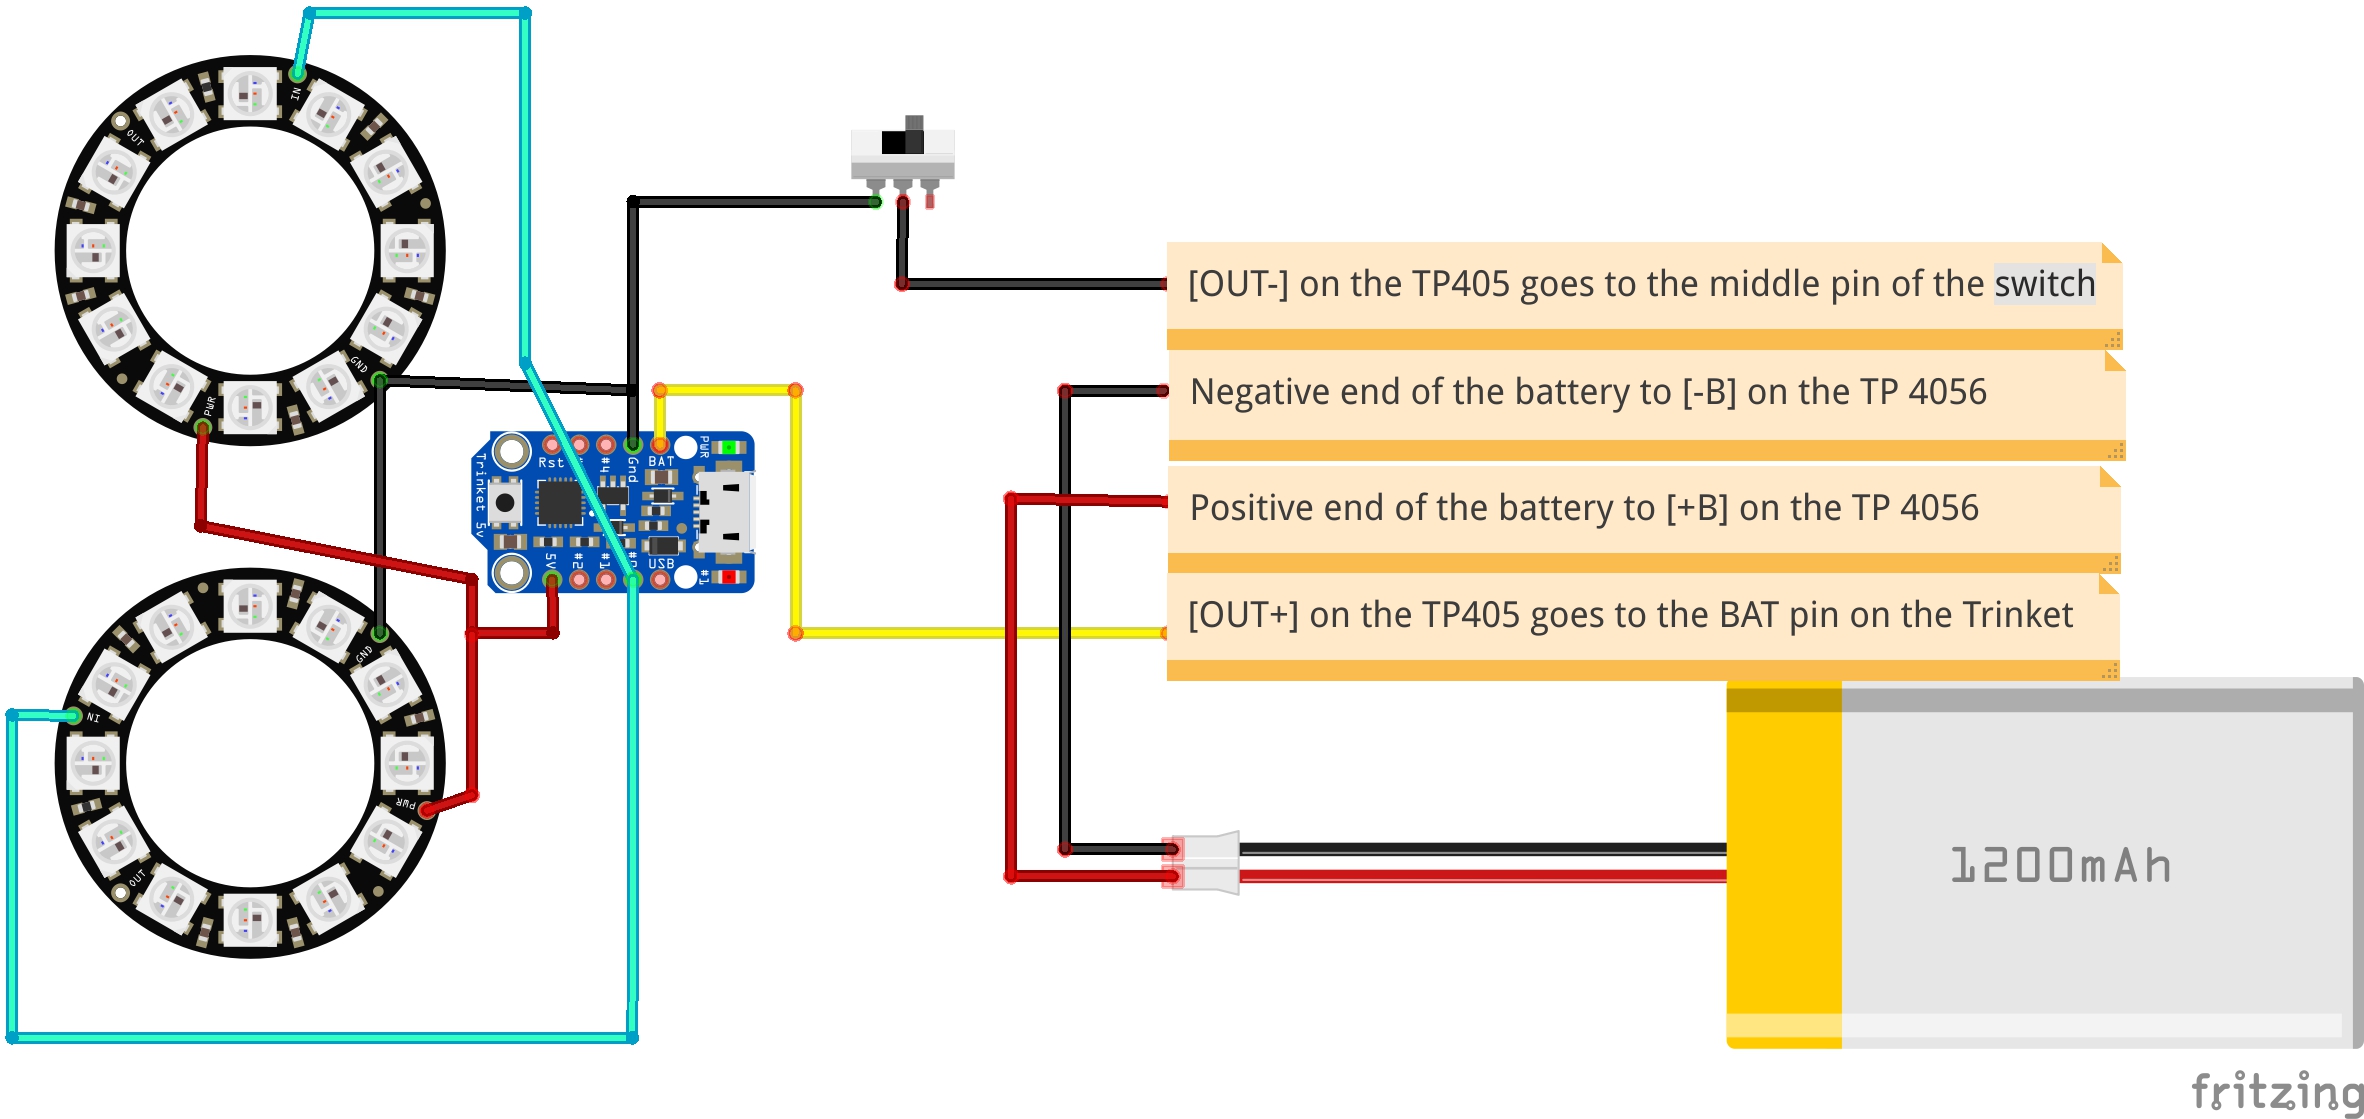 IN
OUT
GND
PWR
[OUT-] on the TP405 goes to the middle pin of the switch
Negative end of the battery to [-B] on the TP 4056
Positive end of the battery to [+B] on the TP 4056
[OUT+] on the TP405 goes to the BAT pin on the Trinket
Trinket 5v
Rst
#4
Gnd
BAT
PWR
5V
#2
#1
USB
#1
GND
IN
PWR
OUT
1200mAh
fritzing